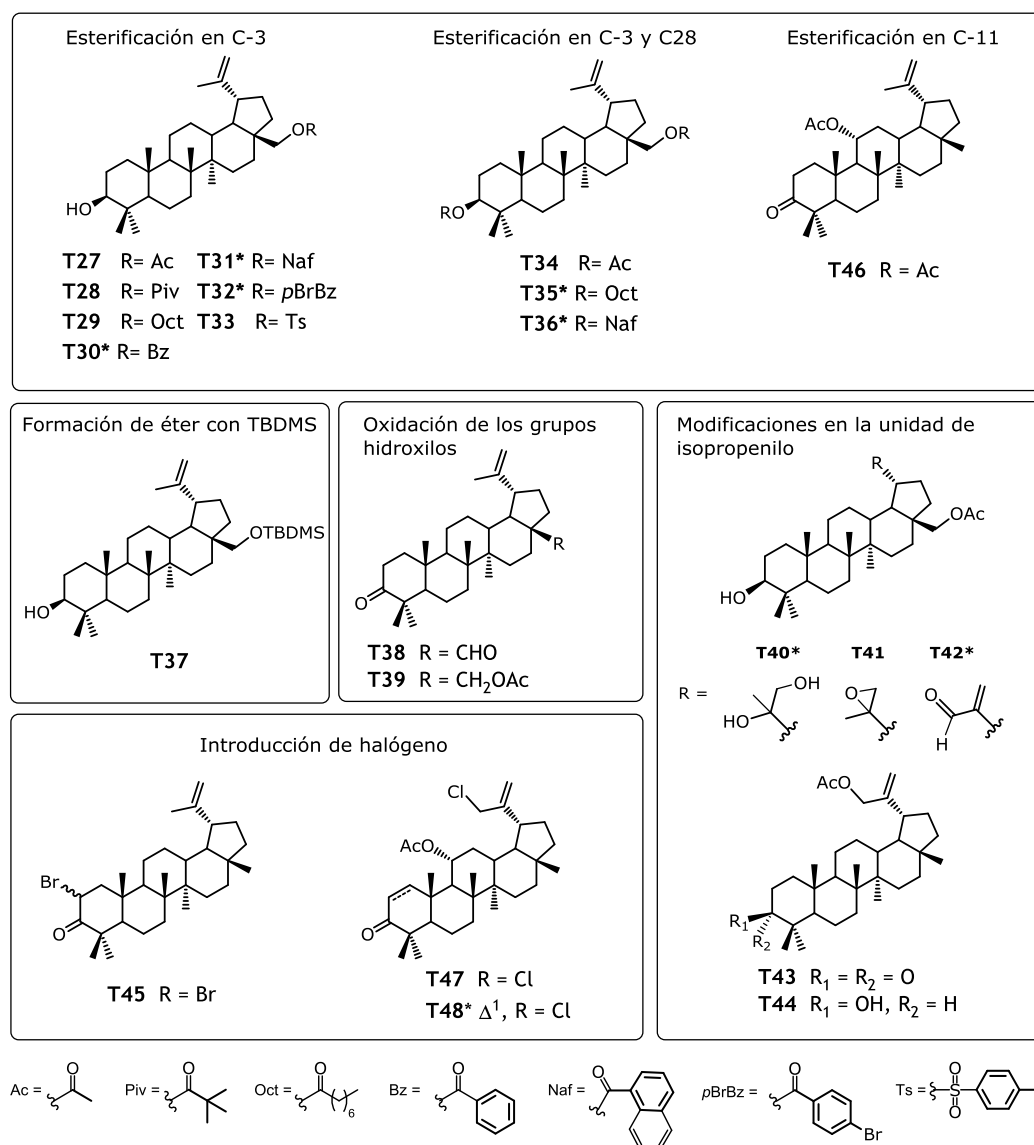 Esterificación en C-3
Esterificación en C-3 y C28
Esterificación en C-11
OR
HO
T27 R= Ac T31* R= Naf
T28 R= Piv T32* R= pBrBz
T29 R= Oct T33 R= Ts
T30* R= Bz
OR
RO
T34 R= Ac
T35* R= Oct
T36* R= Naf
AcO
O
T46 R = Ac
Formación de éter con TBDMS
OTBDMS
HO
T37
Oxidación de los grupos
hidroxilos
R
O
T38 R = CHO
T39 R = CH₂OAc
Modificaciones en la unidad de
isopropenilo
R
OAc
HO
T40* T41 T42*
R =
OH
HO
O
O
H
AcO
R₁
R₂
T43 R₁ = R₂ = O
T44 R₁ = OH, R₂ = H
Introducción de halógeno
Br
O
T45 R = Br
Cl
AcO
O
T47 R = Cl
T48* Δ¹, R = Cl
Ac = O
Piv = O
Oct = O 6
Bz = O
Naf = O
pBrBz = O Br
Ts = O S O